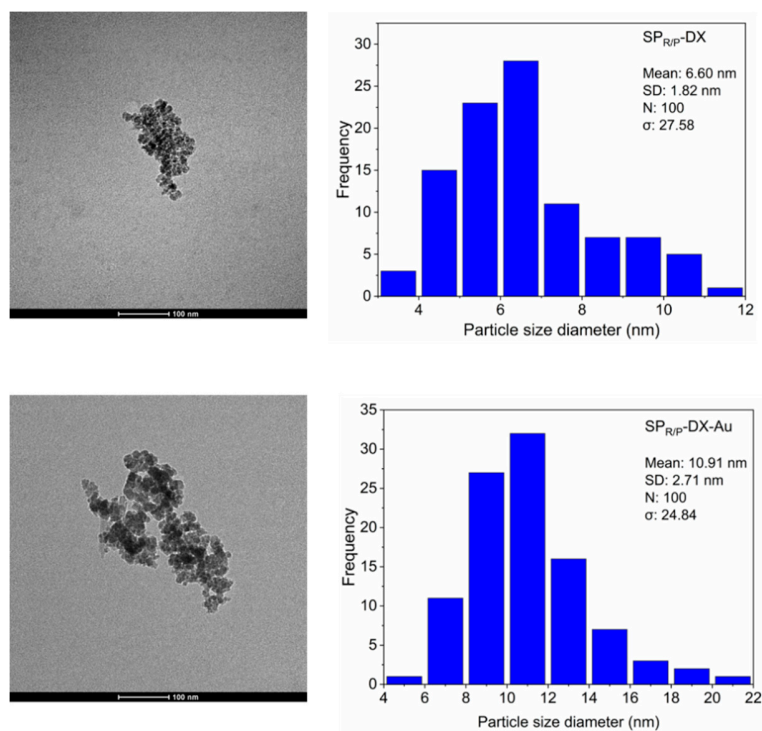 100 nm
Frequency
30
25
20
15
10
5
0
SPR/P-DX
Mean: 6.60 nm
SD: 1.82 nm
N: 100
σ: 27.58
4 6 8 10 12
Particle size diameter (nm)
100 nm
Frequency
35
30
25
20
15
10
5
0
SPR/P-DX-Au
Mean: 10.91 nm
SD: 2.71 nm
N: 100
σ: 24.84
4 6 8 10 12 14 16 18 20 22
Particle size diameter (nm)